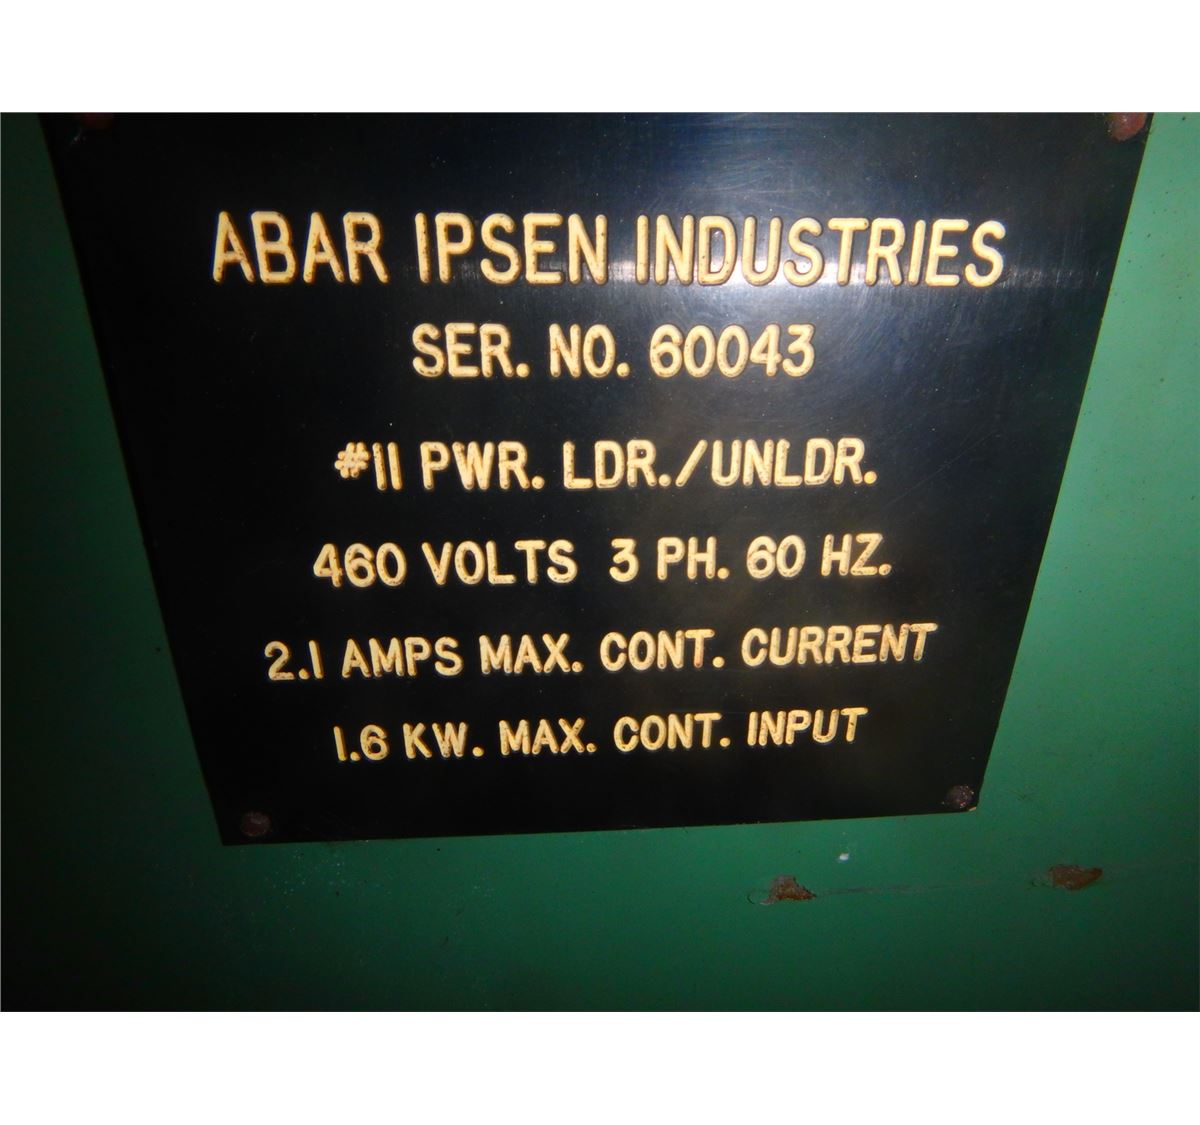 ABAR IPSEN INDUSTRIES
SER. NO. 60043
#11 PWR. LDR./UNLDR.
460 VOLTS 3 PH. 60 HZ.
2.1 AMPS MAX. CONT. CURRENT
1.6 KW. MAX. CONT. INPUT